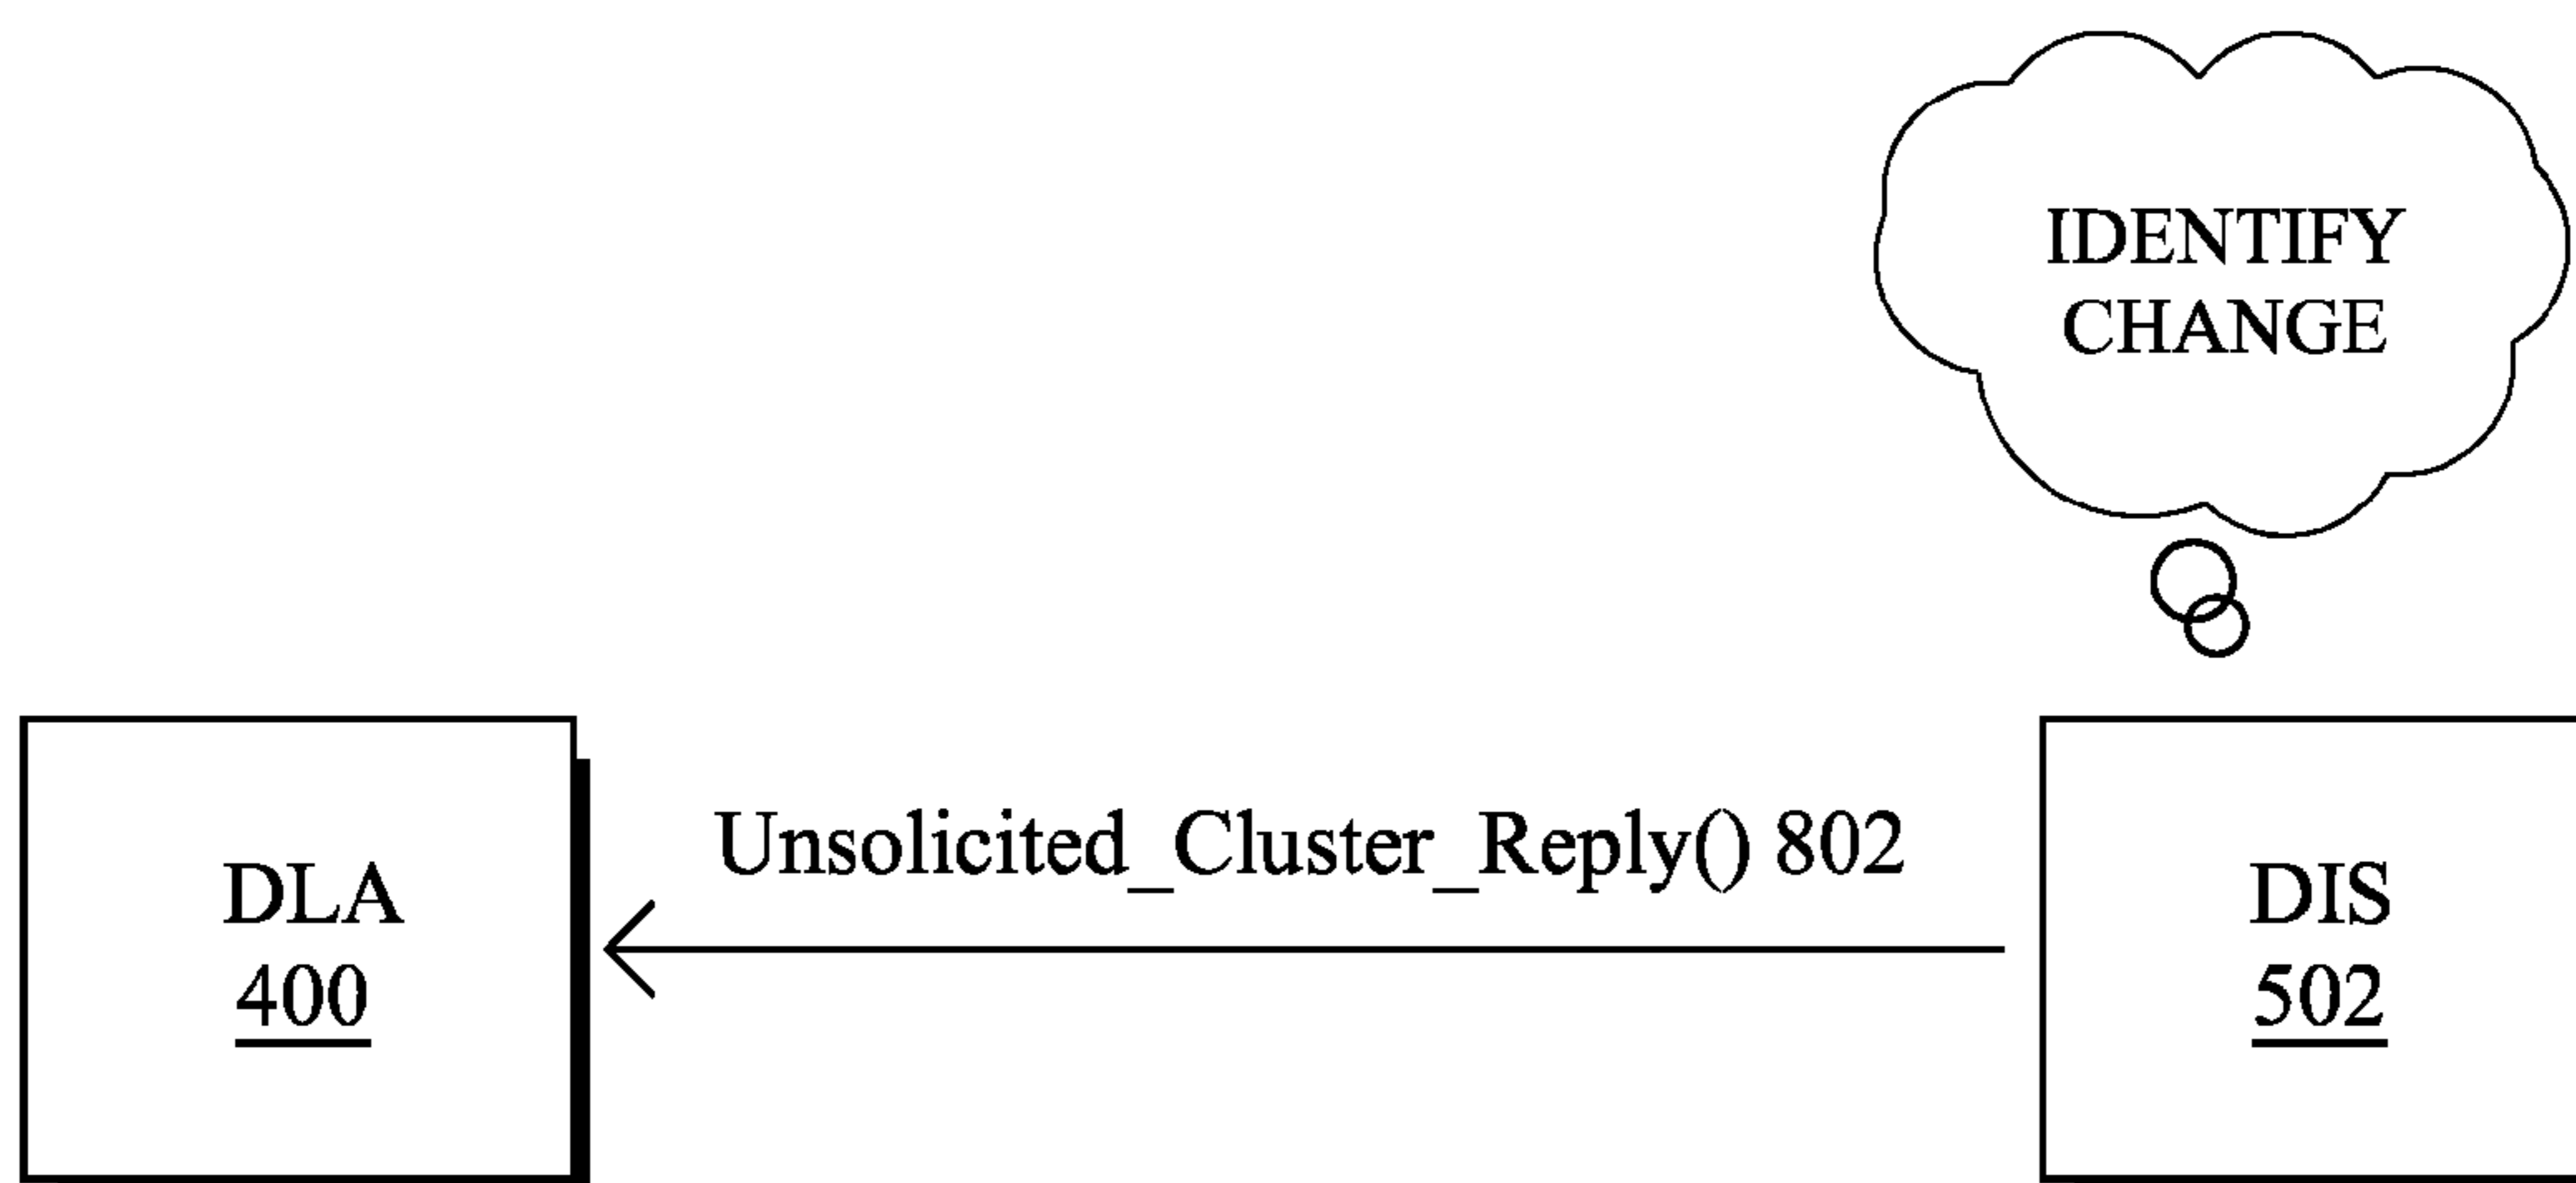 IDENTIFY
CHANGE
Unsolicited_Cluster_Reply() 802
DLA
400
DIS
502